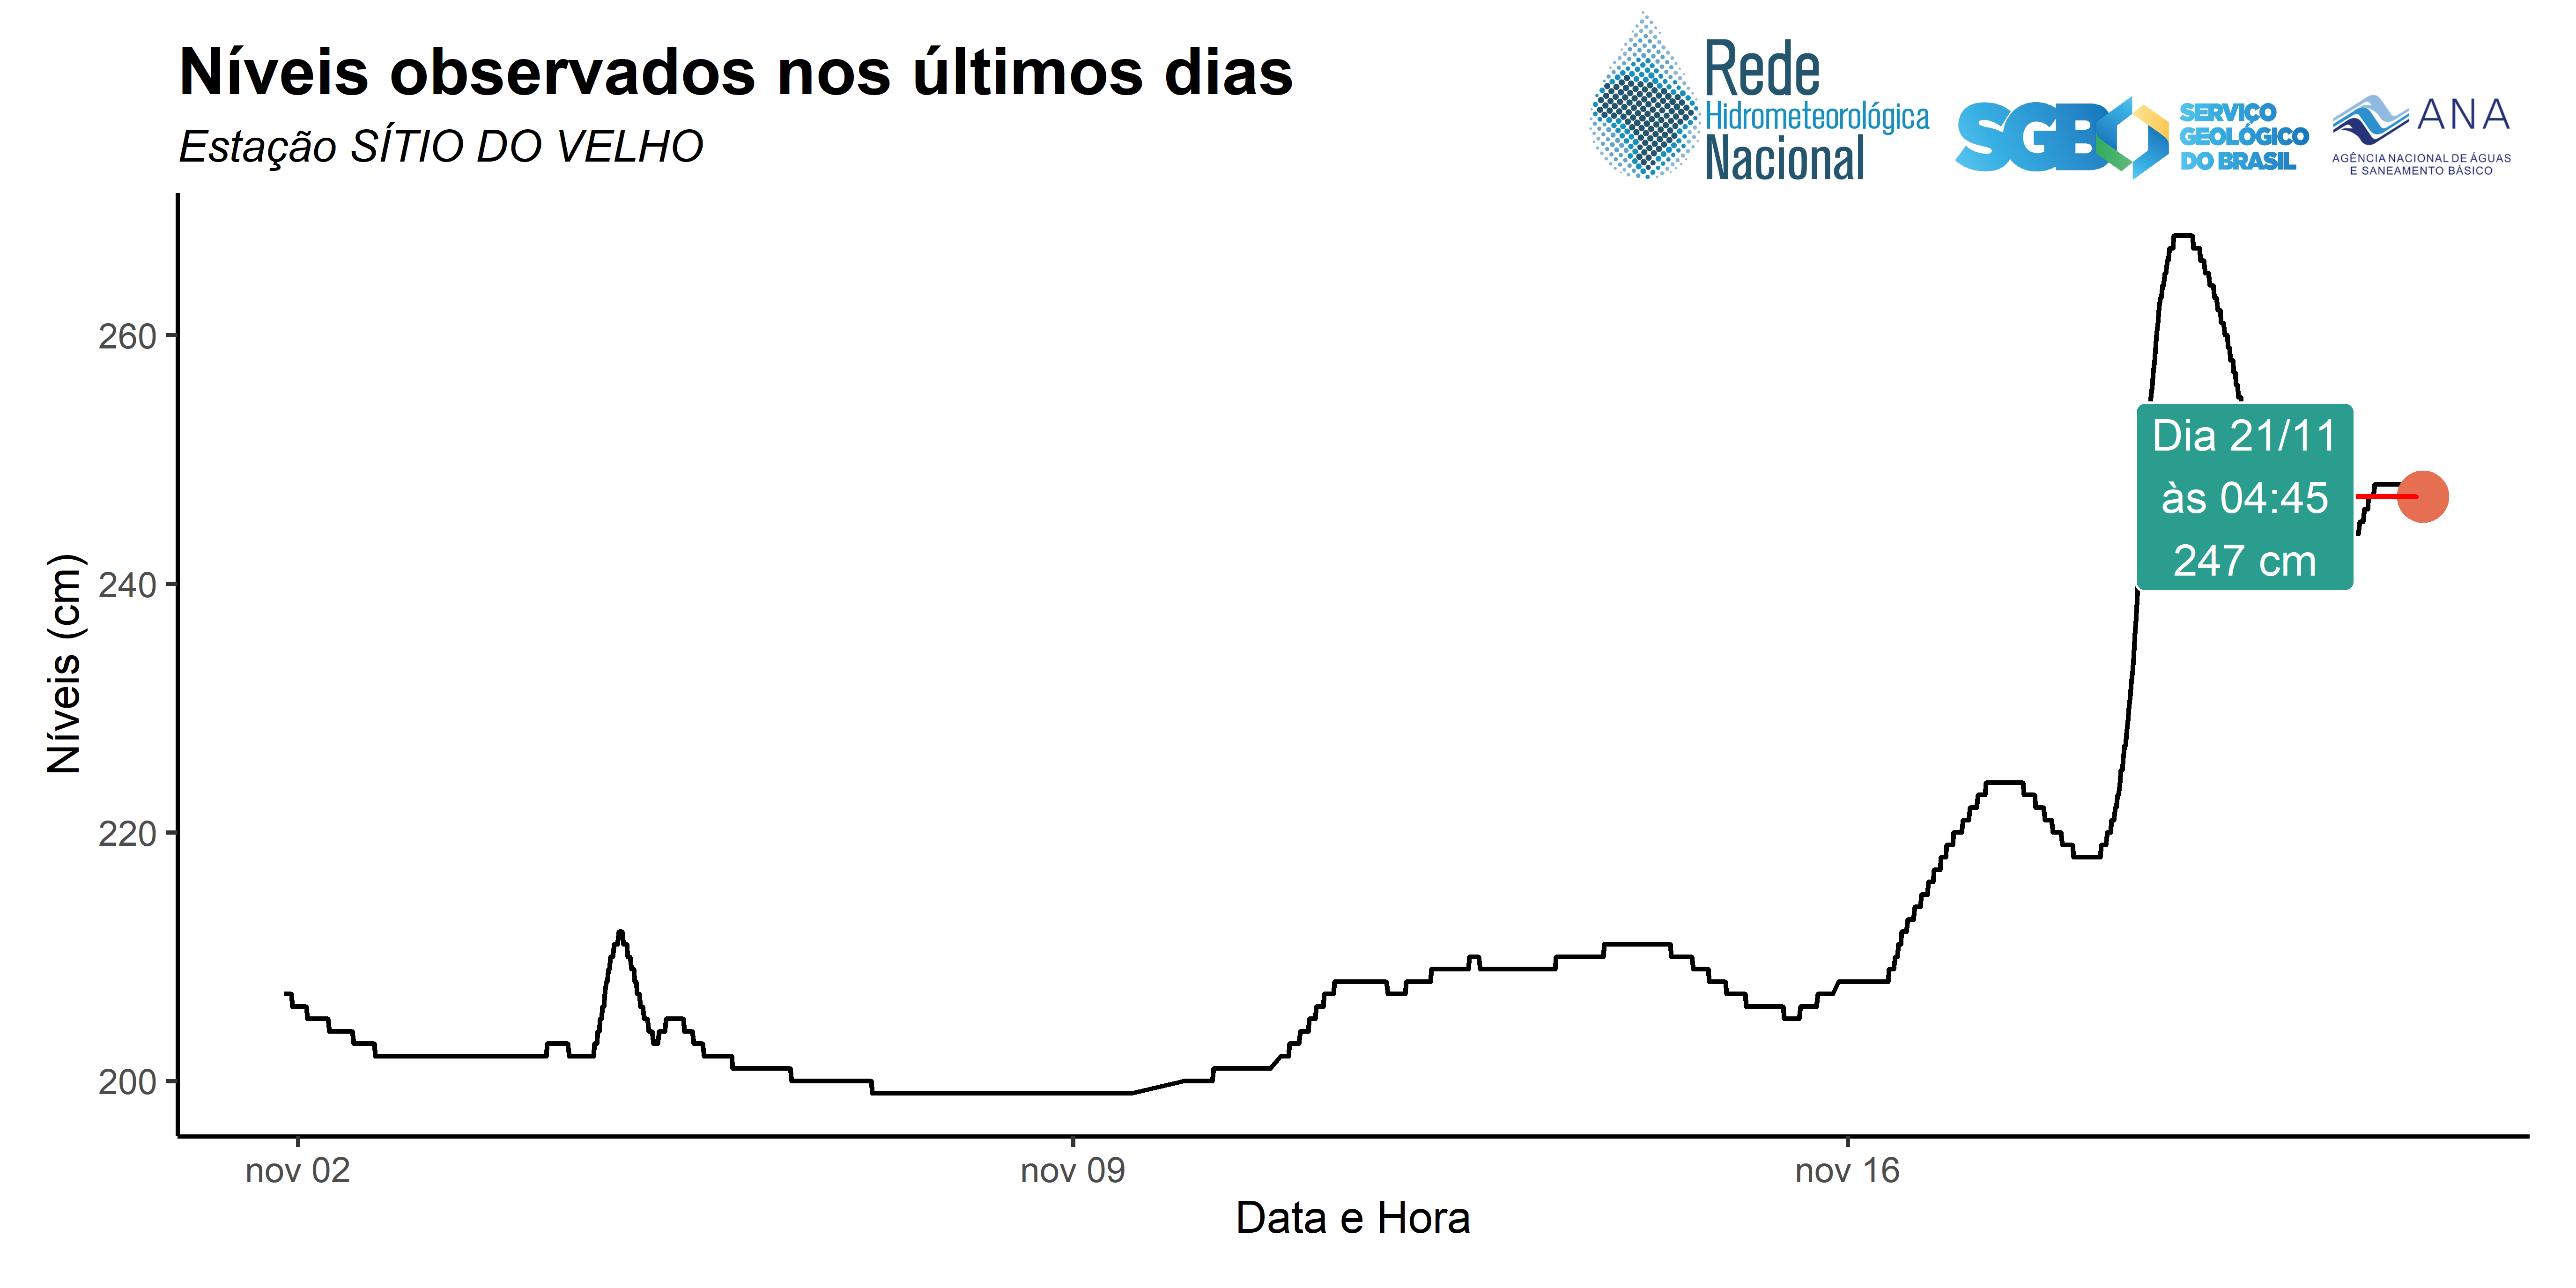 Níveis observados nos últimos dias
Estação SÍTIO DO VELHO
Rede
Hidrometeorológica
Nacional
SGB
SERVIÇO
GEOLÓGICO
DO BRASIL
ANA
AGÊNCIA NACIONAL DE ÁGUAS
E SANEAMENTO BÁSICO
260
240
220
200
Níveis (cm)
Dia 21/11
às 04:45
247 cm
nov 02
nov 09
nov 16
Data e Hora